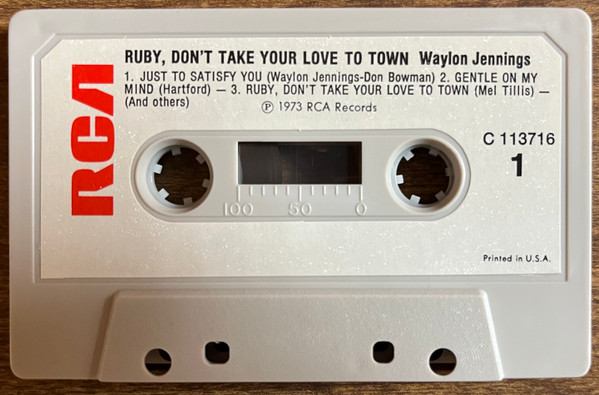 RUBY, DON'T TAKE YOUR LOVE TO TOWN Waylon Jennings
1. JUST TO SATISFY YOU (Waylon Jennings-Don Bowman) 2. GENTLE ON MY
MIND (Hartford) — 3. RUBY, DON'T TAKE YOUR LOVE TO TOWN (Mel Tillis) —
(And others)
Ⓟ 1973 RCA Records
RCA
C 113716
1
100 50 0
Printed in U.S.A.